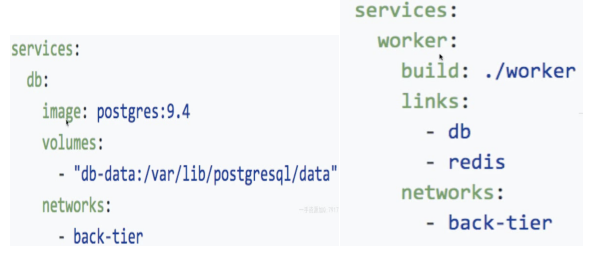 services:
db:
image: postgres:9.4
volumes:
- "db-data:/var/lib/postgresql/data"
networks:
- back-tier
services:
worker:
build: ./worker
links:
- db
- redis
networks:
- back-tier